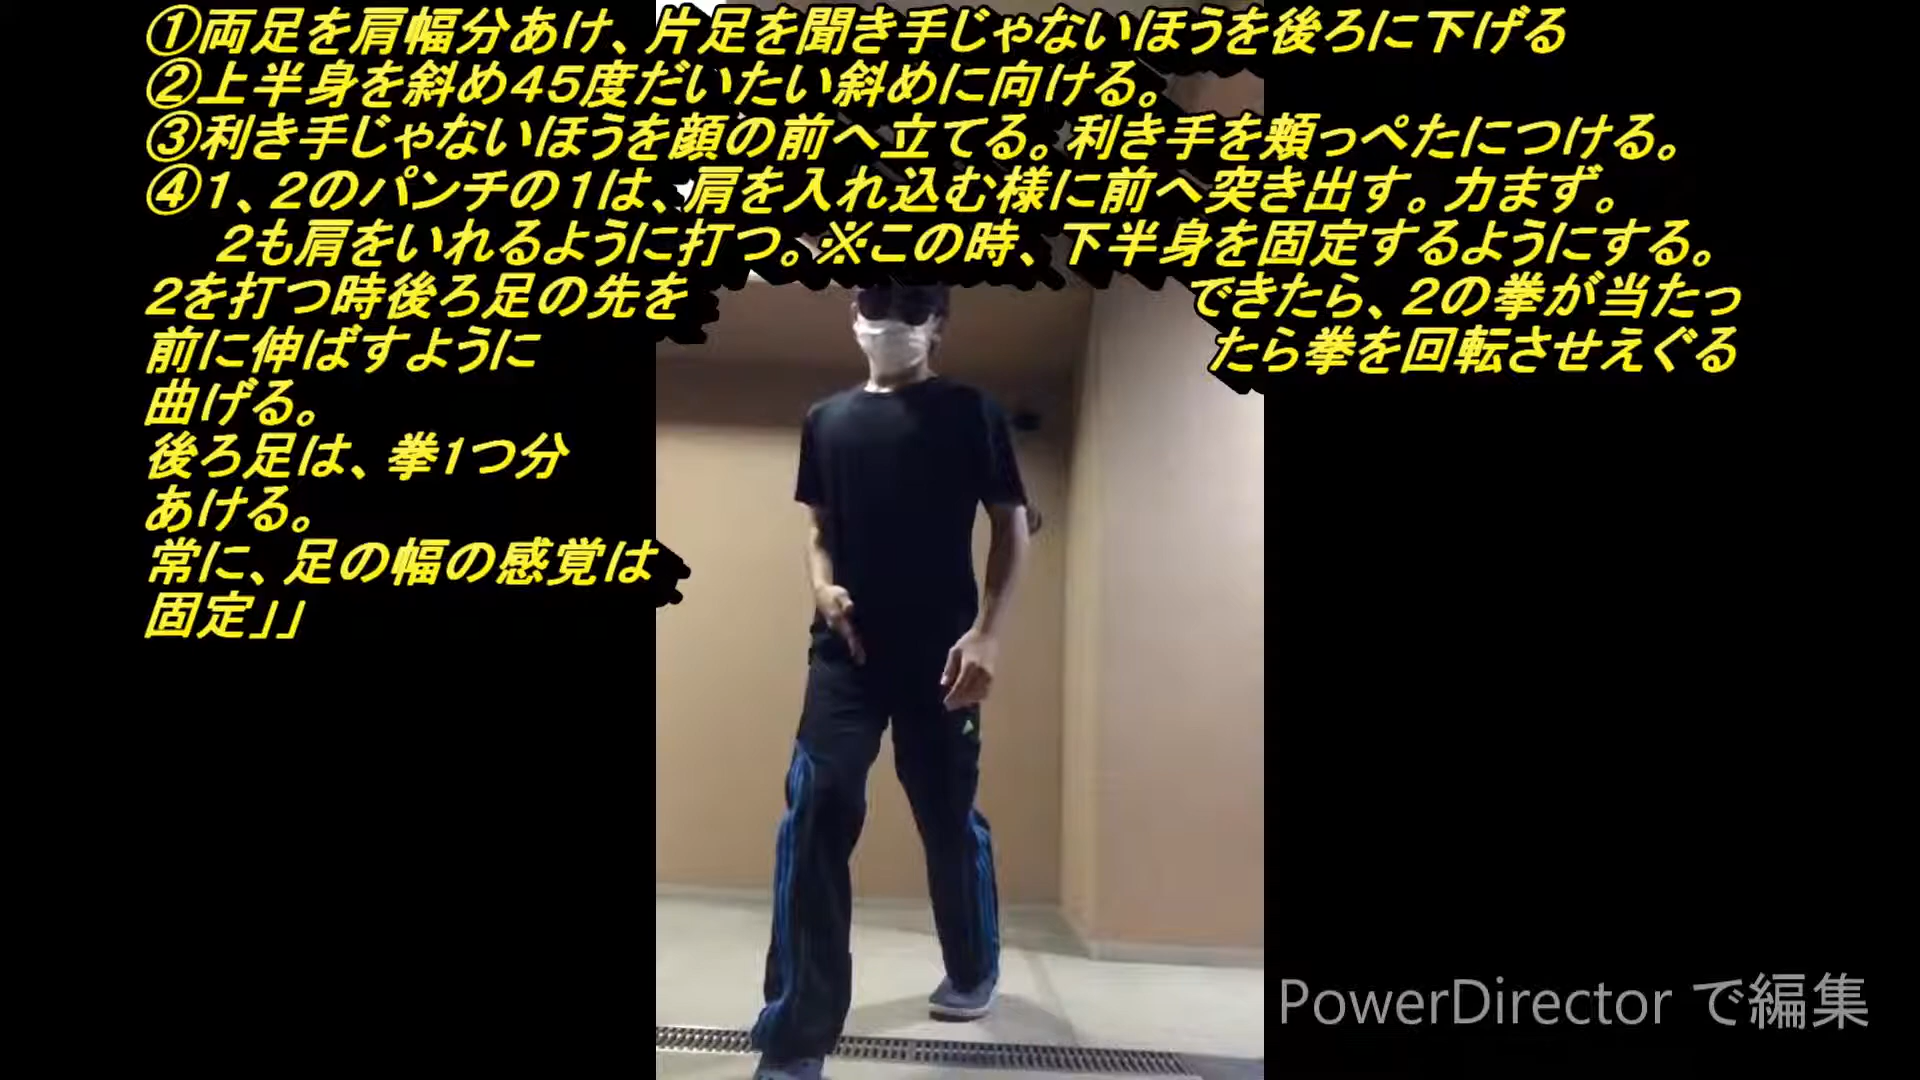 ①両足を肩幅分あけ、片足を聞き手じゃないほうを後ろに下げる
②上半身を斜め45度だいたい斜めに向ける。
③利き手じゃないほうを顔の前へ立てる。利き手を頬っぺたにつける。
④1、2のパンチの1は、肩を入れ込む様に前へ突き出す。力まず。
2も肩をいれるように打つ。※この時、下半身を固定するようにする。
2を打つ時後ろ足の先を
前に伸ばすように
曲げる。
後ろ足は、拳1つ分
あける。
常に、足の幅の感覚は
固定」」
できたら、2の拳が当たっ
たら拳を回転させえぐる
PowerDirector で編集